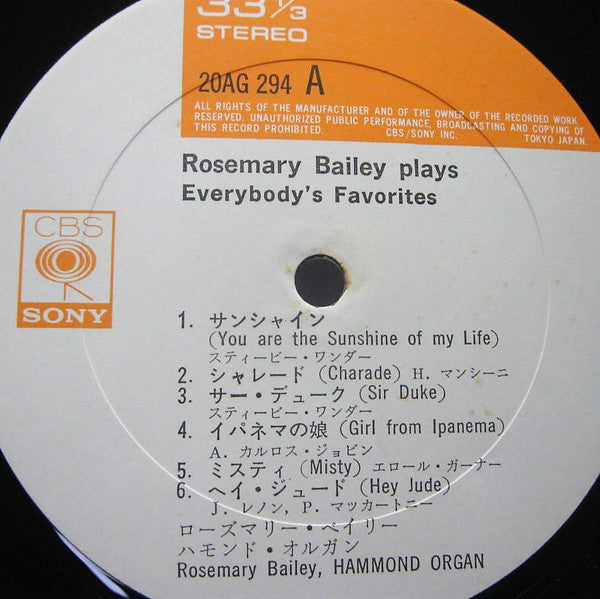 33 1/3
STEREO
20AG 294 A
ALL RIGHTS OF THE MANUFACTURER AND OF THE OWNER OF THE RECORDED WORK
RESERVED. UNAUTHORIZED PUBLIC PERFORMANCE, BROADCASTING AND COPYING OF
THIS RECORD PROHIBITED. CBS/SONY INC. TOKYO JAPAN.
Rosemary Bailey plays
Everybody's Favorites
CBS
SONY
1. サンシャイン
(You are the Sunshine of my Life)
スティービー・ワンダー
2. シャレード (Charade) H. マンシーニ
3. サー・デューク (Sir Duke)
スティービー・ワンダー
4. イパネマの娘 (Girl from Ipanema)
A. カルロス・ジョビン
5. ミスティ (Misty) エロール・ガーナー
6. ヘイ・ジュード (Hey Jude)
J. レノン, P. マッカートニー
ローズマリー・ベイリー
ハモンド・オルガン
Rosemary Bailey, HAMMOND ORGAN